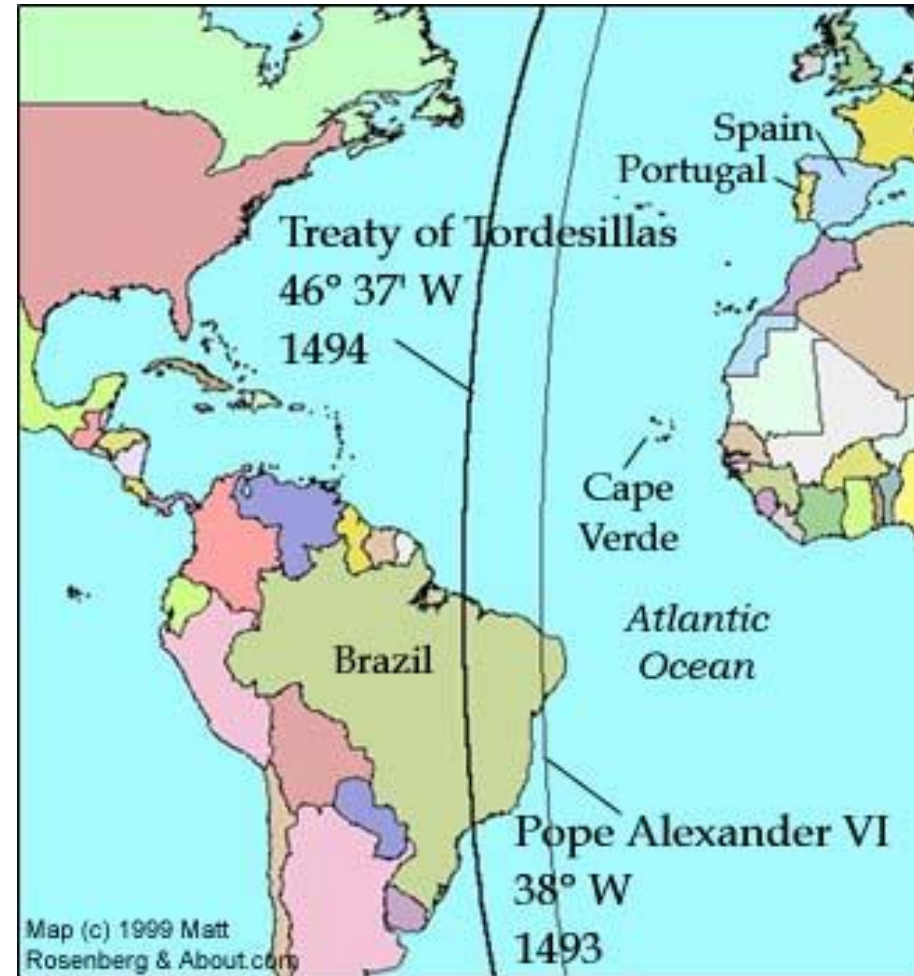 Spain
Portugal
Treaty of Tordesillas
46° 37' W
1494
Cape
Verde
Atlantic
Ocean
Brazil
Pope Alexander VI
38° W
1493
Map (c) 1999 Matt
Rosenberg & About.com